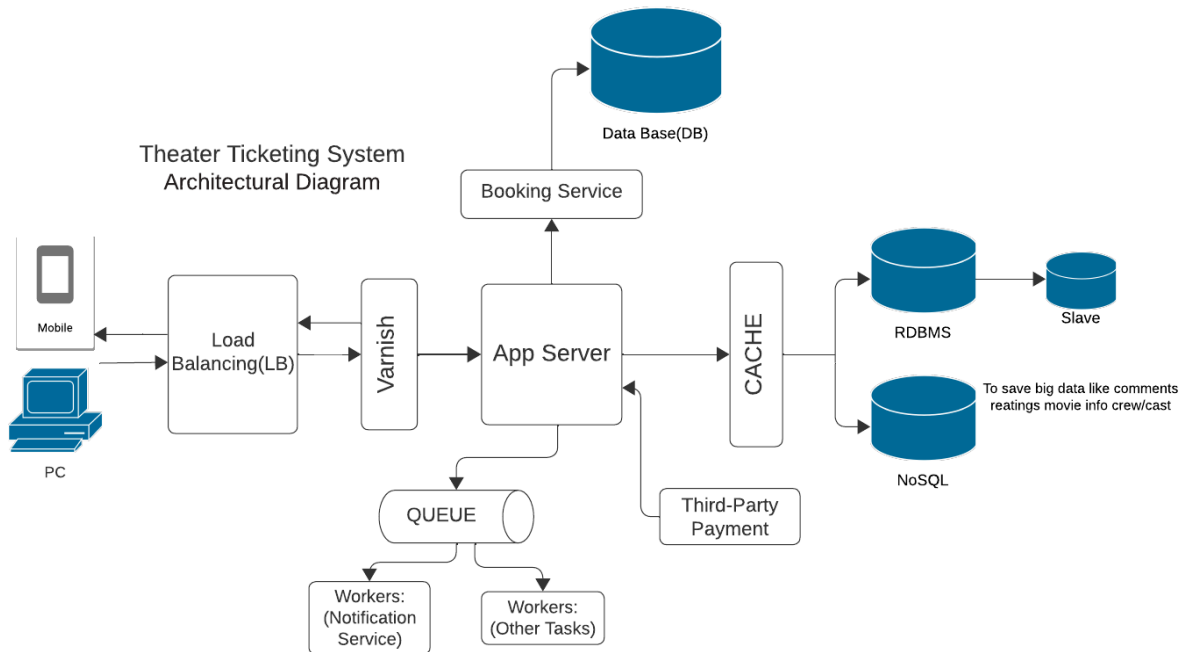 Data Base(DB)
Theater Ticketing System
Architectural Diagram
Booking Service
Mobile
Load
Balancing(LB)
Varnish
App Server
CACHE
RDBMS
Slave
To save big data like comments
reatings movie info crew/cast
NoSQL
PC
QUEUE
Third-Party
Payment
Workers:
(Notification
Service)
Workers:
(Other Tasks)